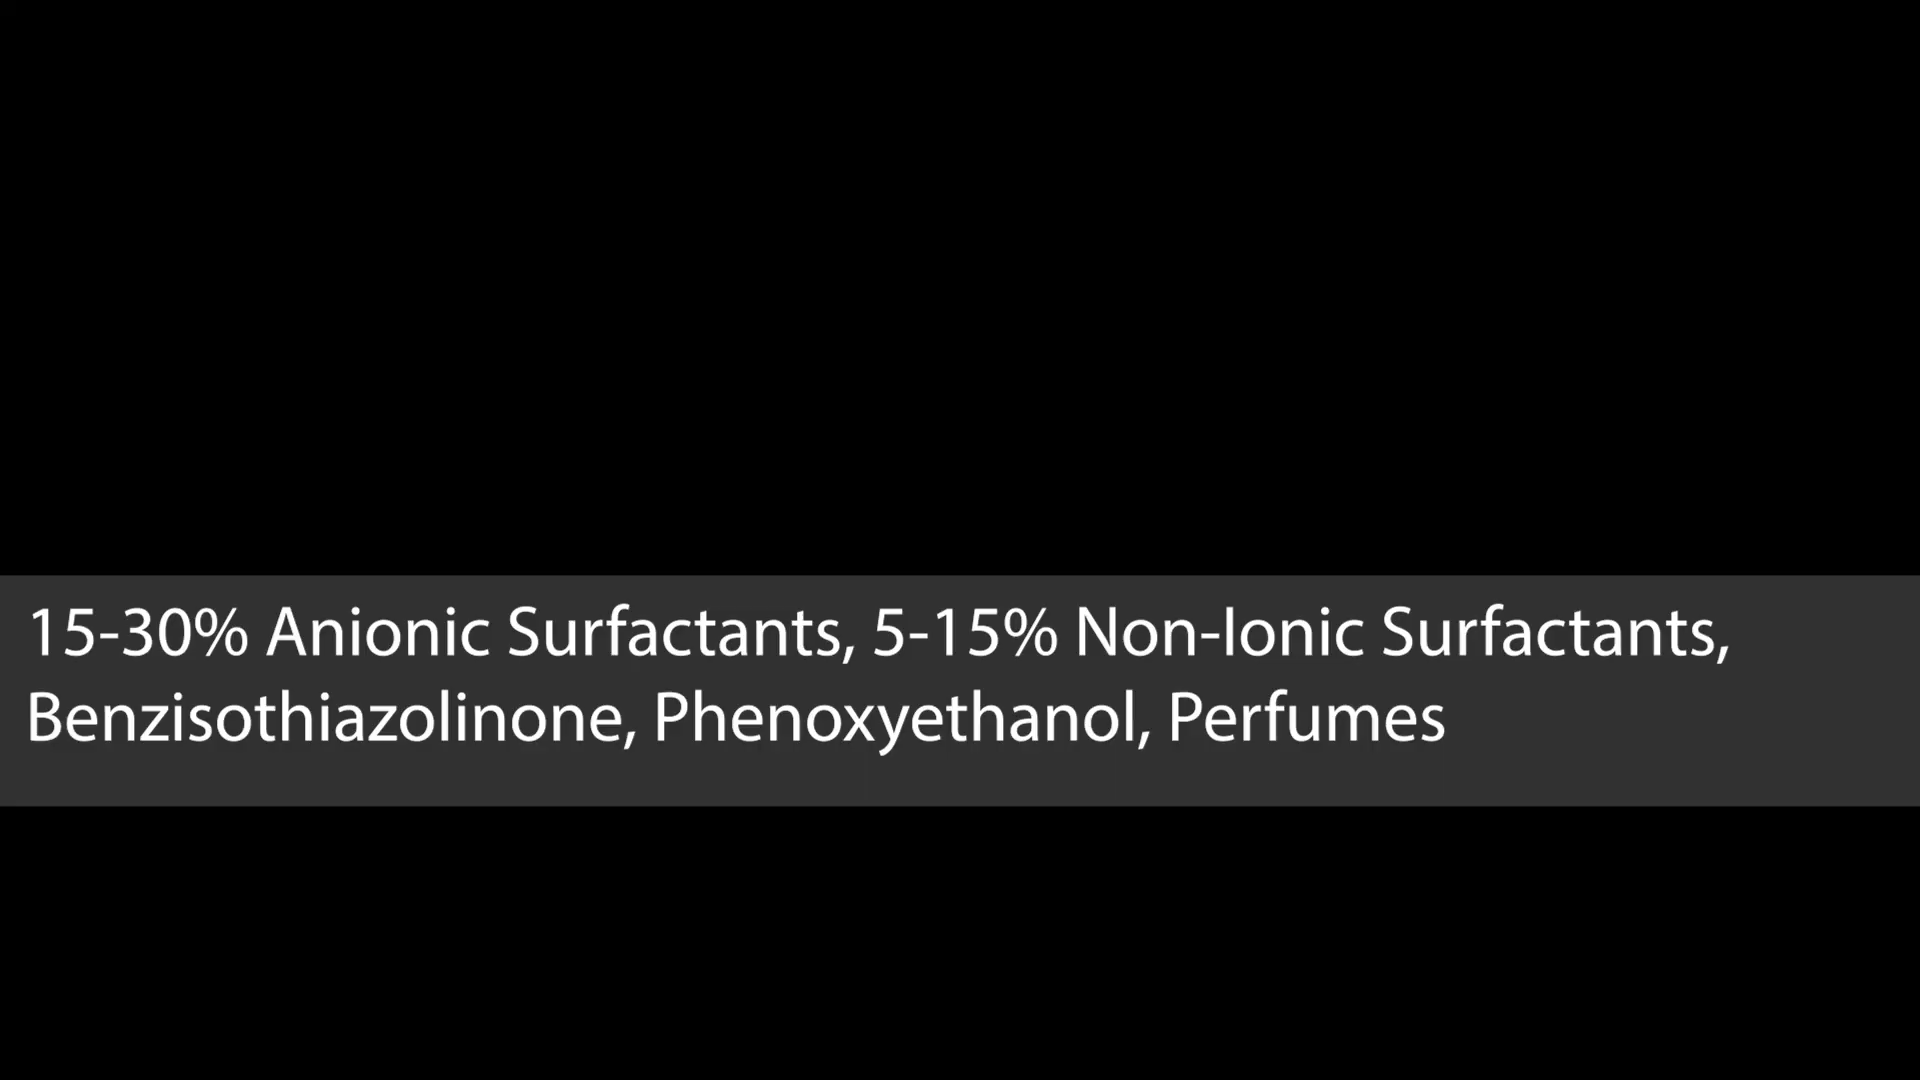 15-30% Anionic Surfactants, 5-15% Non-Ionic Surfactants,
Benzisothiazolinone, Phenoxyethanol, Perfumes